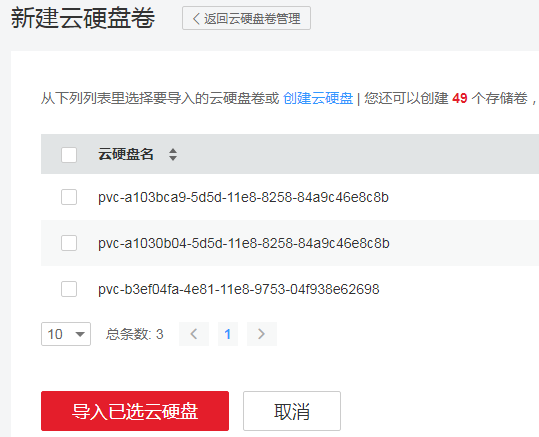 新建云硬盘卷
返回云硬盘卷管理
从下列列表里选择要导入的云硬盘卷或 创建云硬盘 | 您还可以创建 49 个存储卷，
云硬盘名
pvc-a103bca9-5d5d-11e8-8258-84a9c46e8c8b
pvc-a1030b04-5d5d-11e8-8258-84a9c46e8c8b
pvc-b3ef04fa-4e81-11e8-9753-04f938e62698
10 总条数: 3 1
导入已选云硬盘 取消